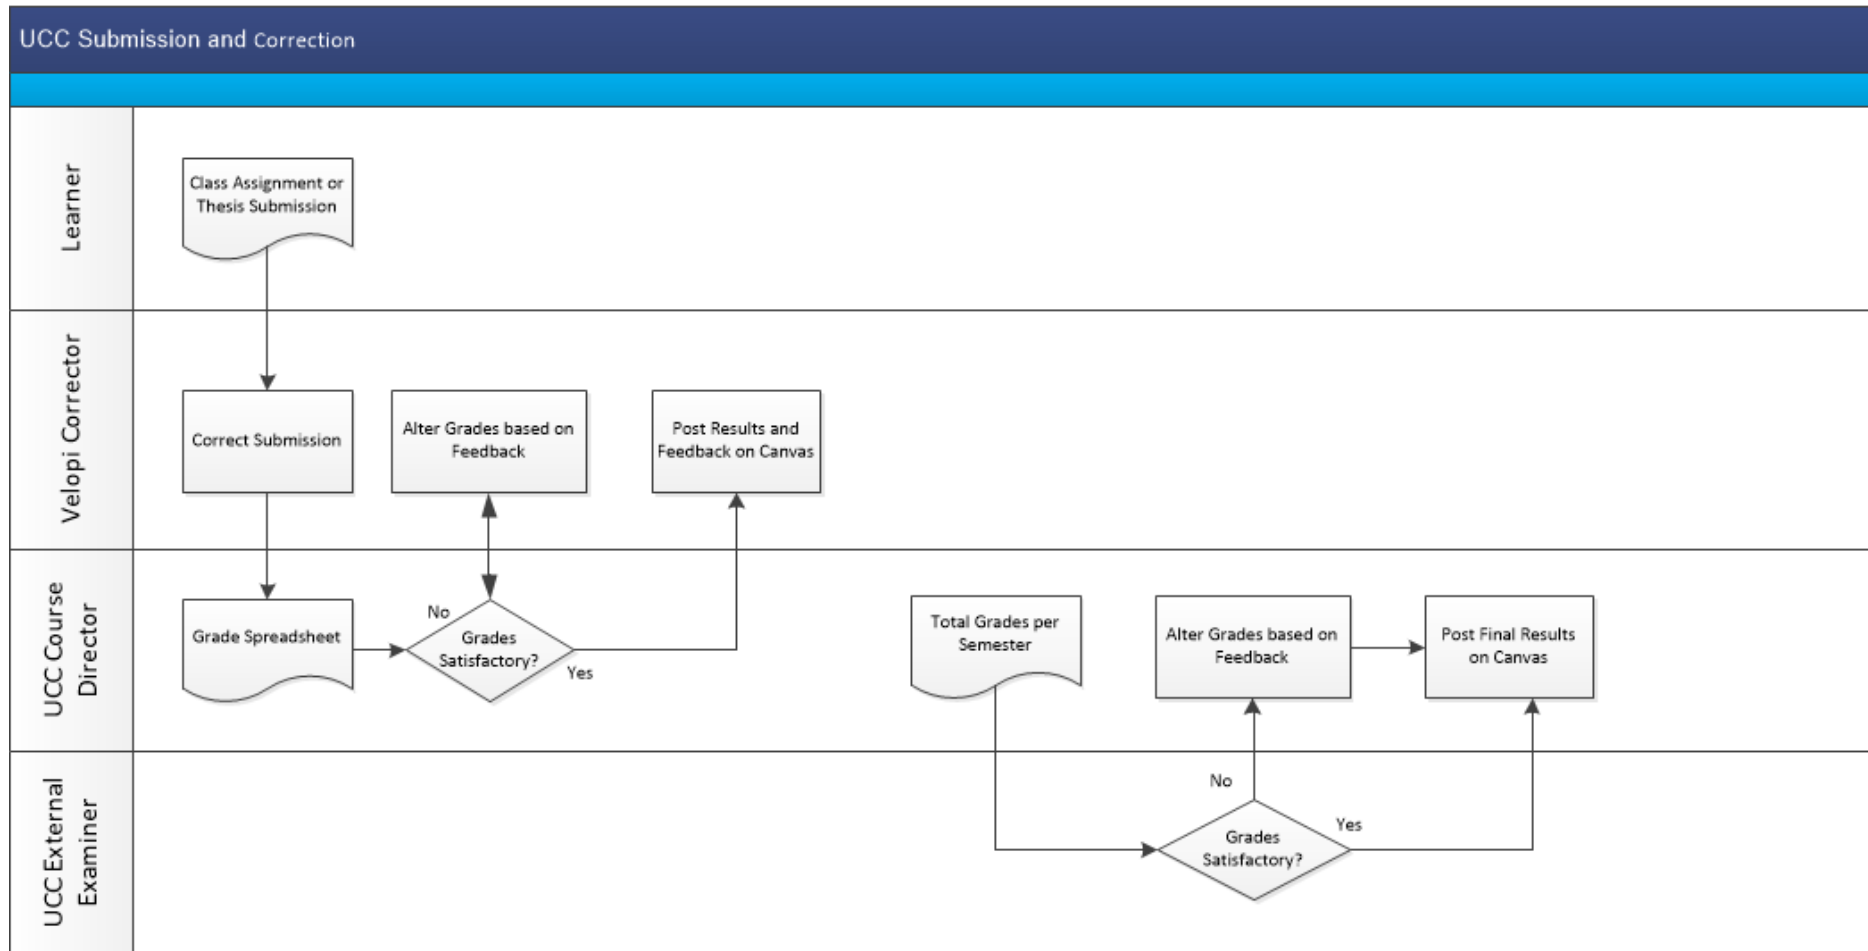 UCC Submission and Correction
Learner
Class Assignment or
Thesis Submission
Velopi Corrector
Correct Submission
Alter Grades based on
Feedback
Post Results and
Feedback on Canvas
UCC Course
Director
Grade Spreadsheet
No
Grades
Satisfactory?
Yes
Total Grades per
Semester
Alter Grades based on
Feedback
Post Final Results
on Canvas
UCC External
Examiner
No
Grades
Satisfactory?
Yes